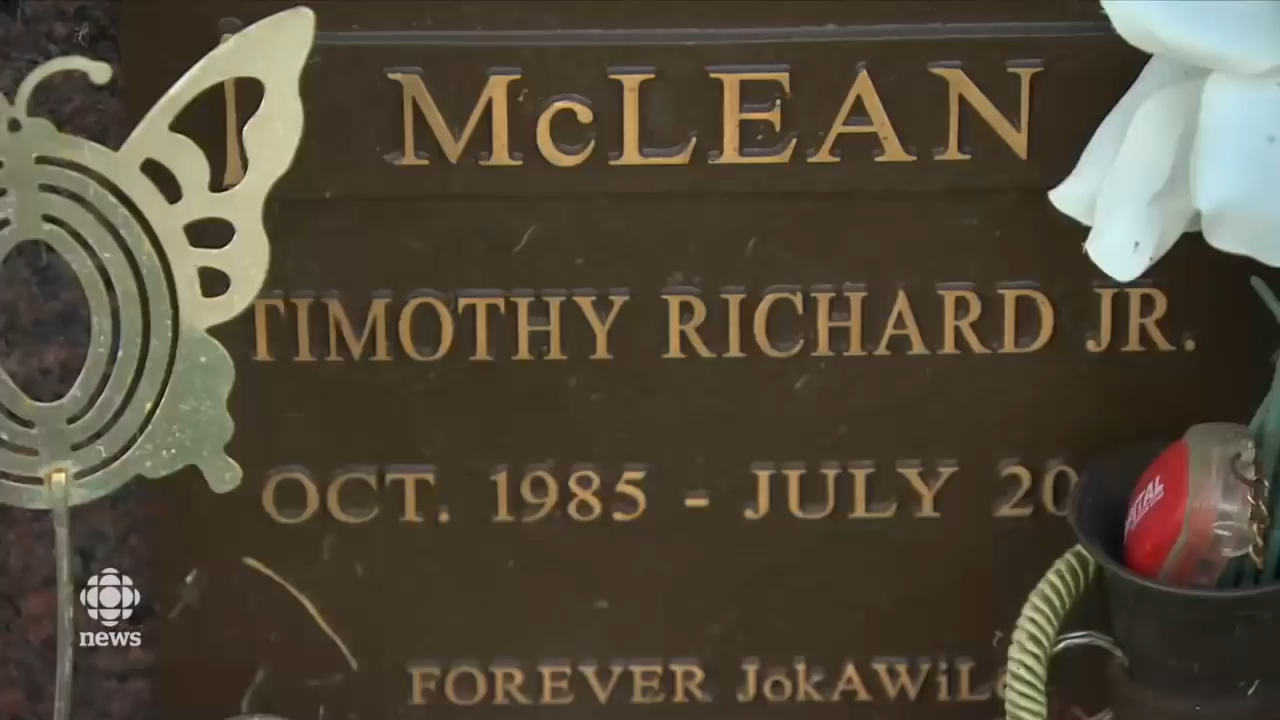 McLEAN
TIMOTHY RICHARD JR.
OCT. 1985 - JULY 20
FOREVER JokAWiL
news